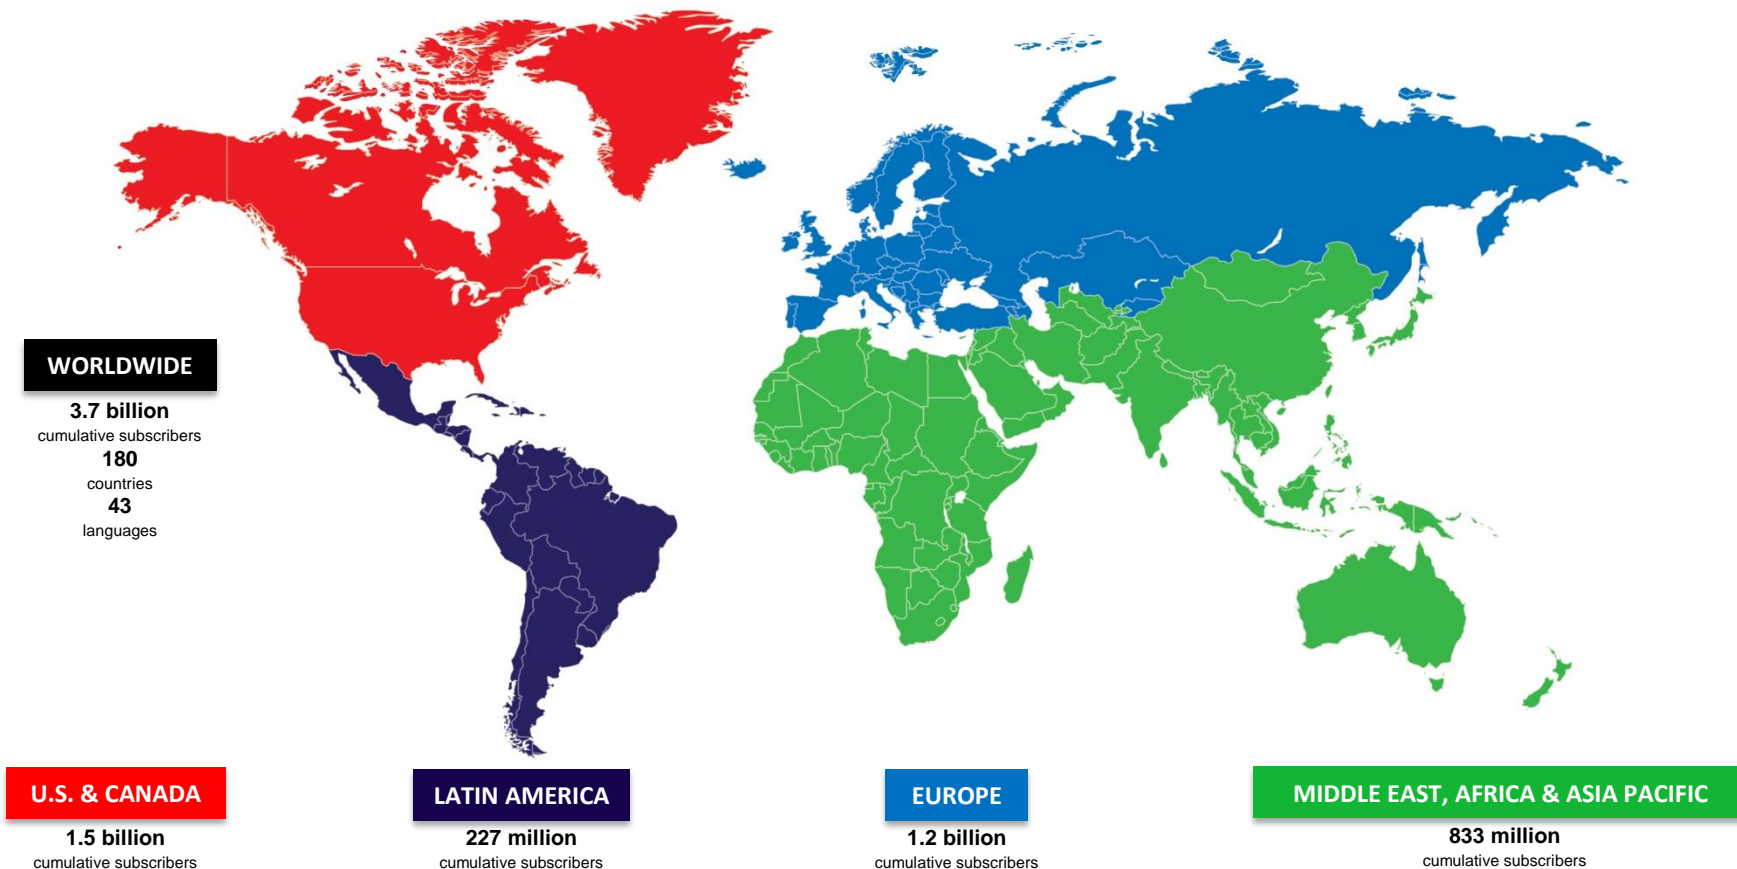 WORLDWIDE
3.7 billion
cumulative subscribers
180
countries
43
languages
U.S. & CANADA
1.5 billion
cumulative subscribers
LATIN AMERICA
227 million
cumulative subscribers
EUROPE
1.2 billion
cumulative subscribers
MIDDLE EAST, AFRICA & ASIA PACIFIC
833 million
cumulative subscribers